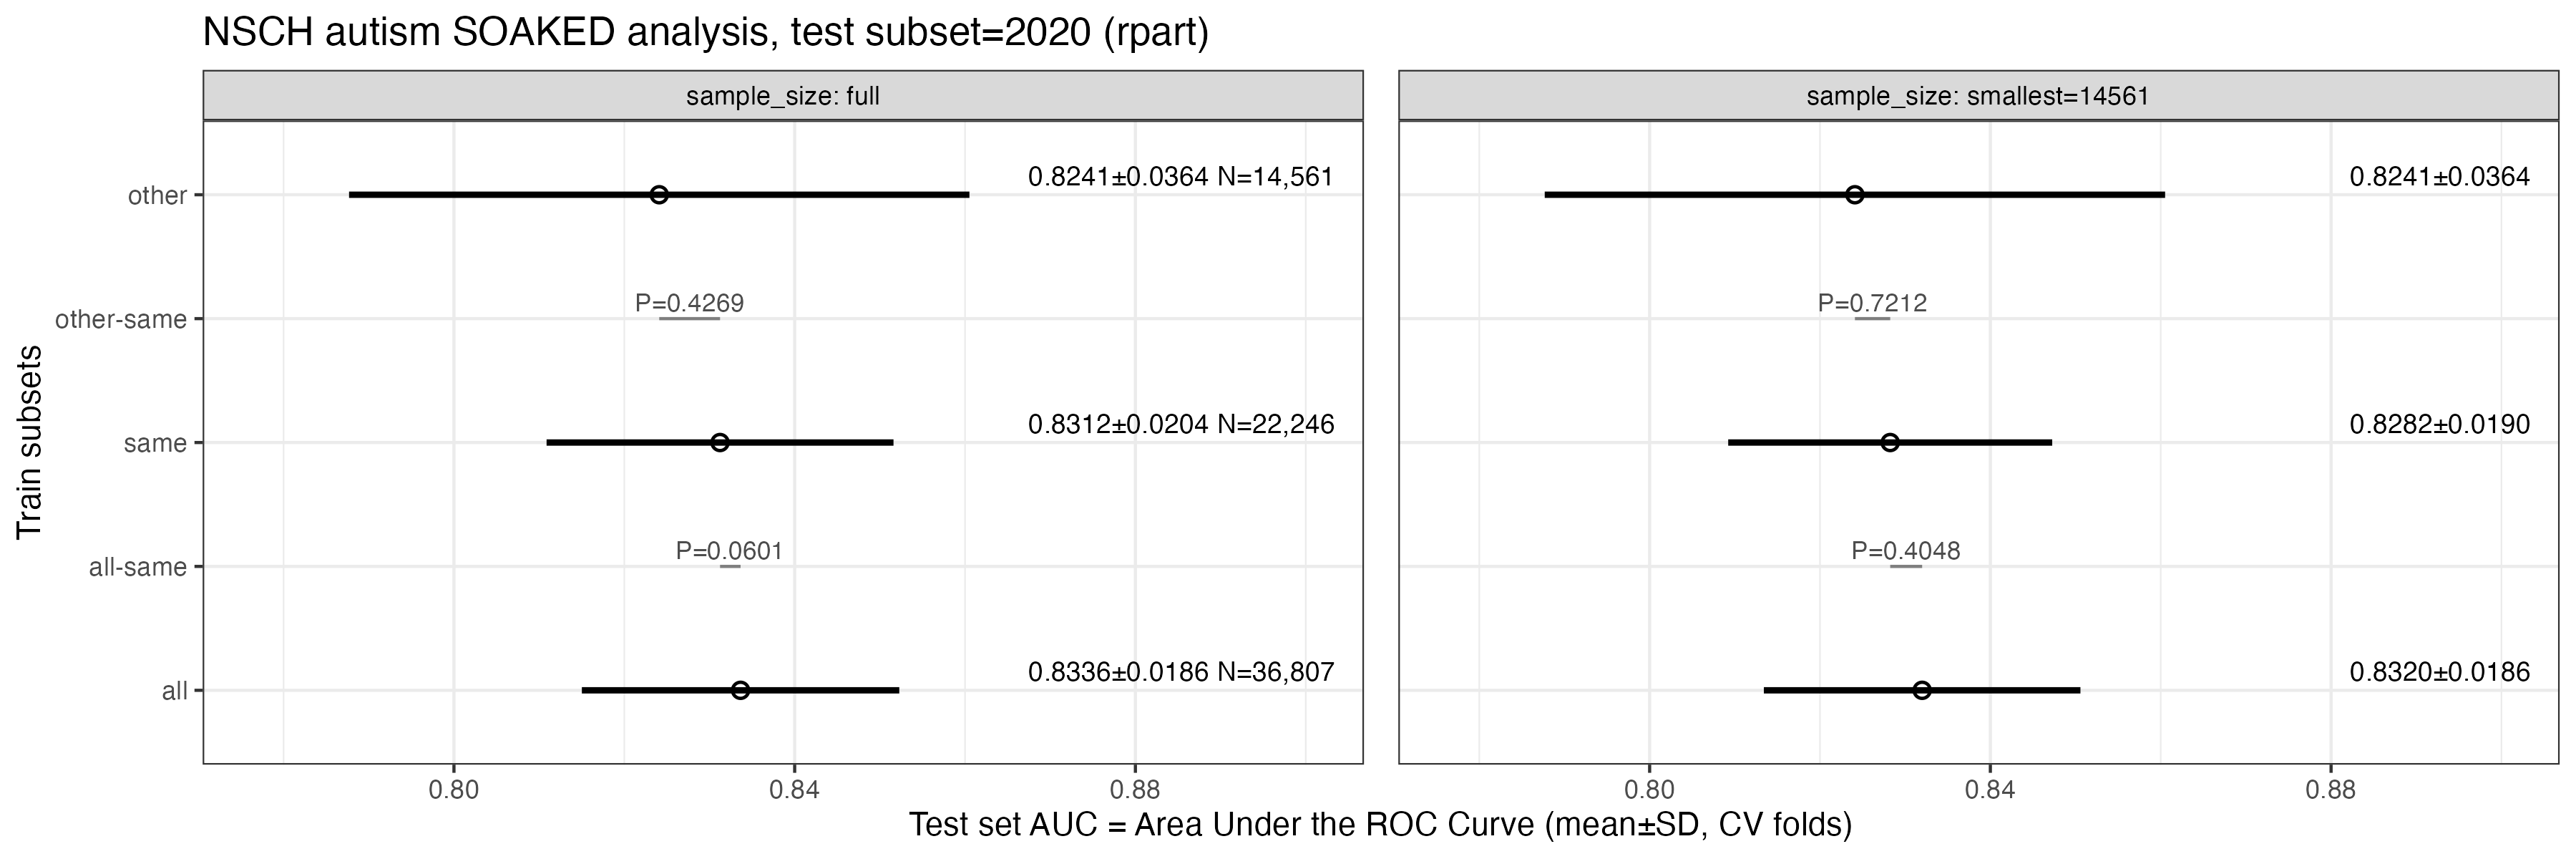 NSCH autism SOAKED analysis, test subset=2020 (rpart)
sample_size: full
sample_size: smallest=14561
Train subsets
other
other-same
same
all-same
all
0.8241±0.0364 N=14,561
P=0.4269
0.8312±0.0204 N=22,246
P=0.0601
0.8336±0.0186 N=36,807
0.8241±0.0364
P=0.7212
0.8282±0.0190
P=0.4048
0.8320±0.0186
0.80 0.84 0.88
0.80 0.84 0.88
Test set AUC = Area Under the ROC Curve (mean±SD, CV folds)